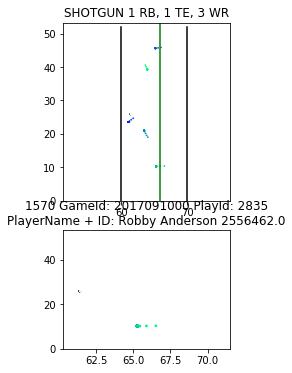 SHOTGUN 1 RB, 1 TE, 3 WR
50
40
30
20
10
0
60 70
1570 GameId: 2017091000 PlayId: 2835
PlayerName + ID: Robby Anderson 2556462.0
40
20
0
62.5 65.0 67.5 70.0